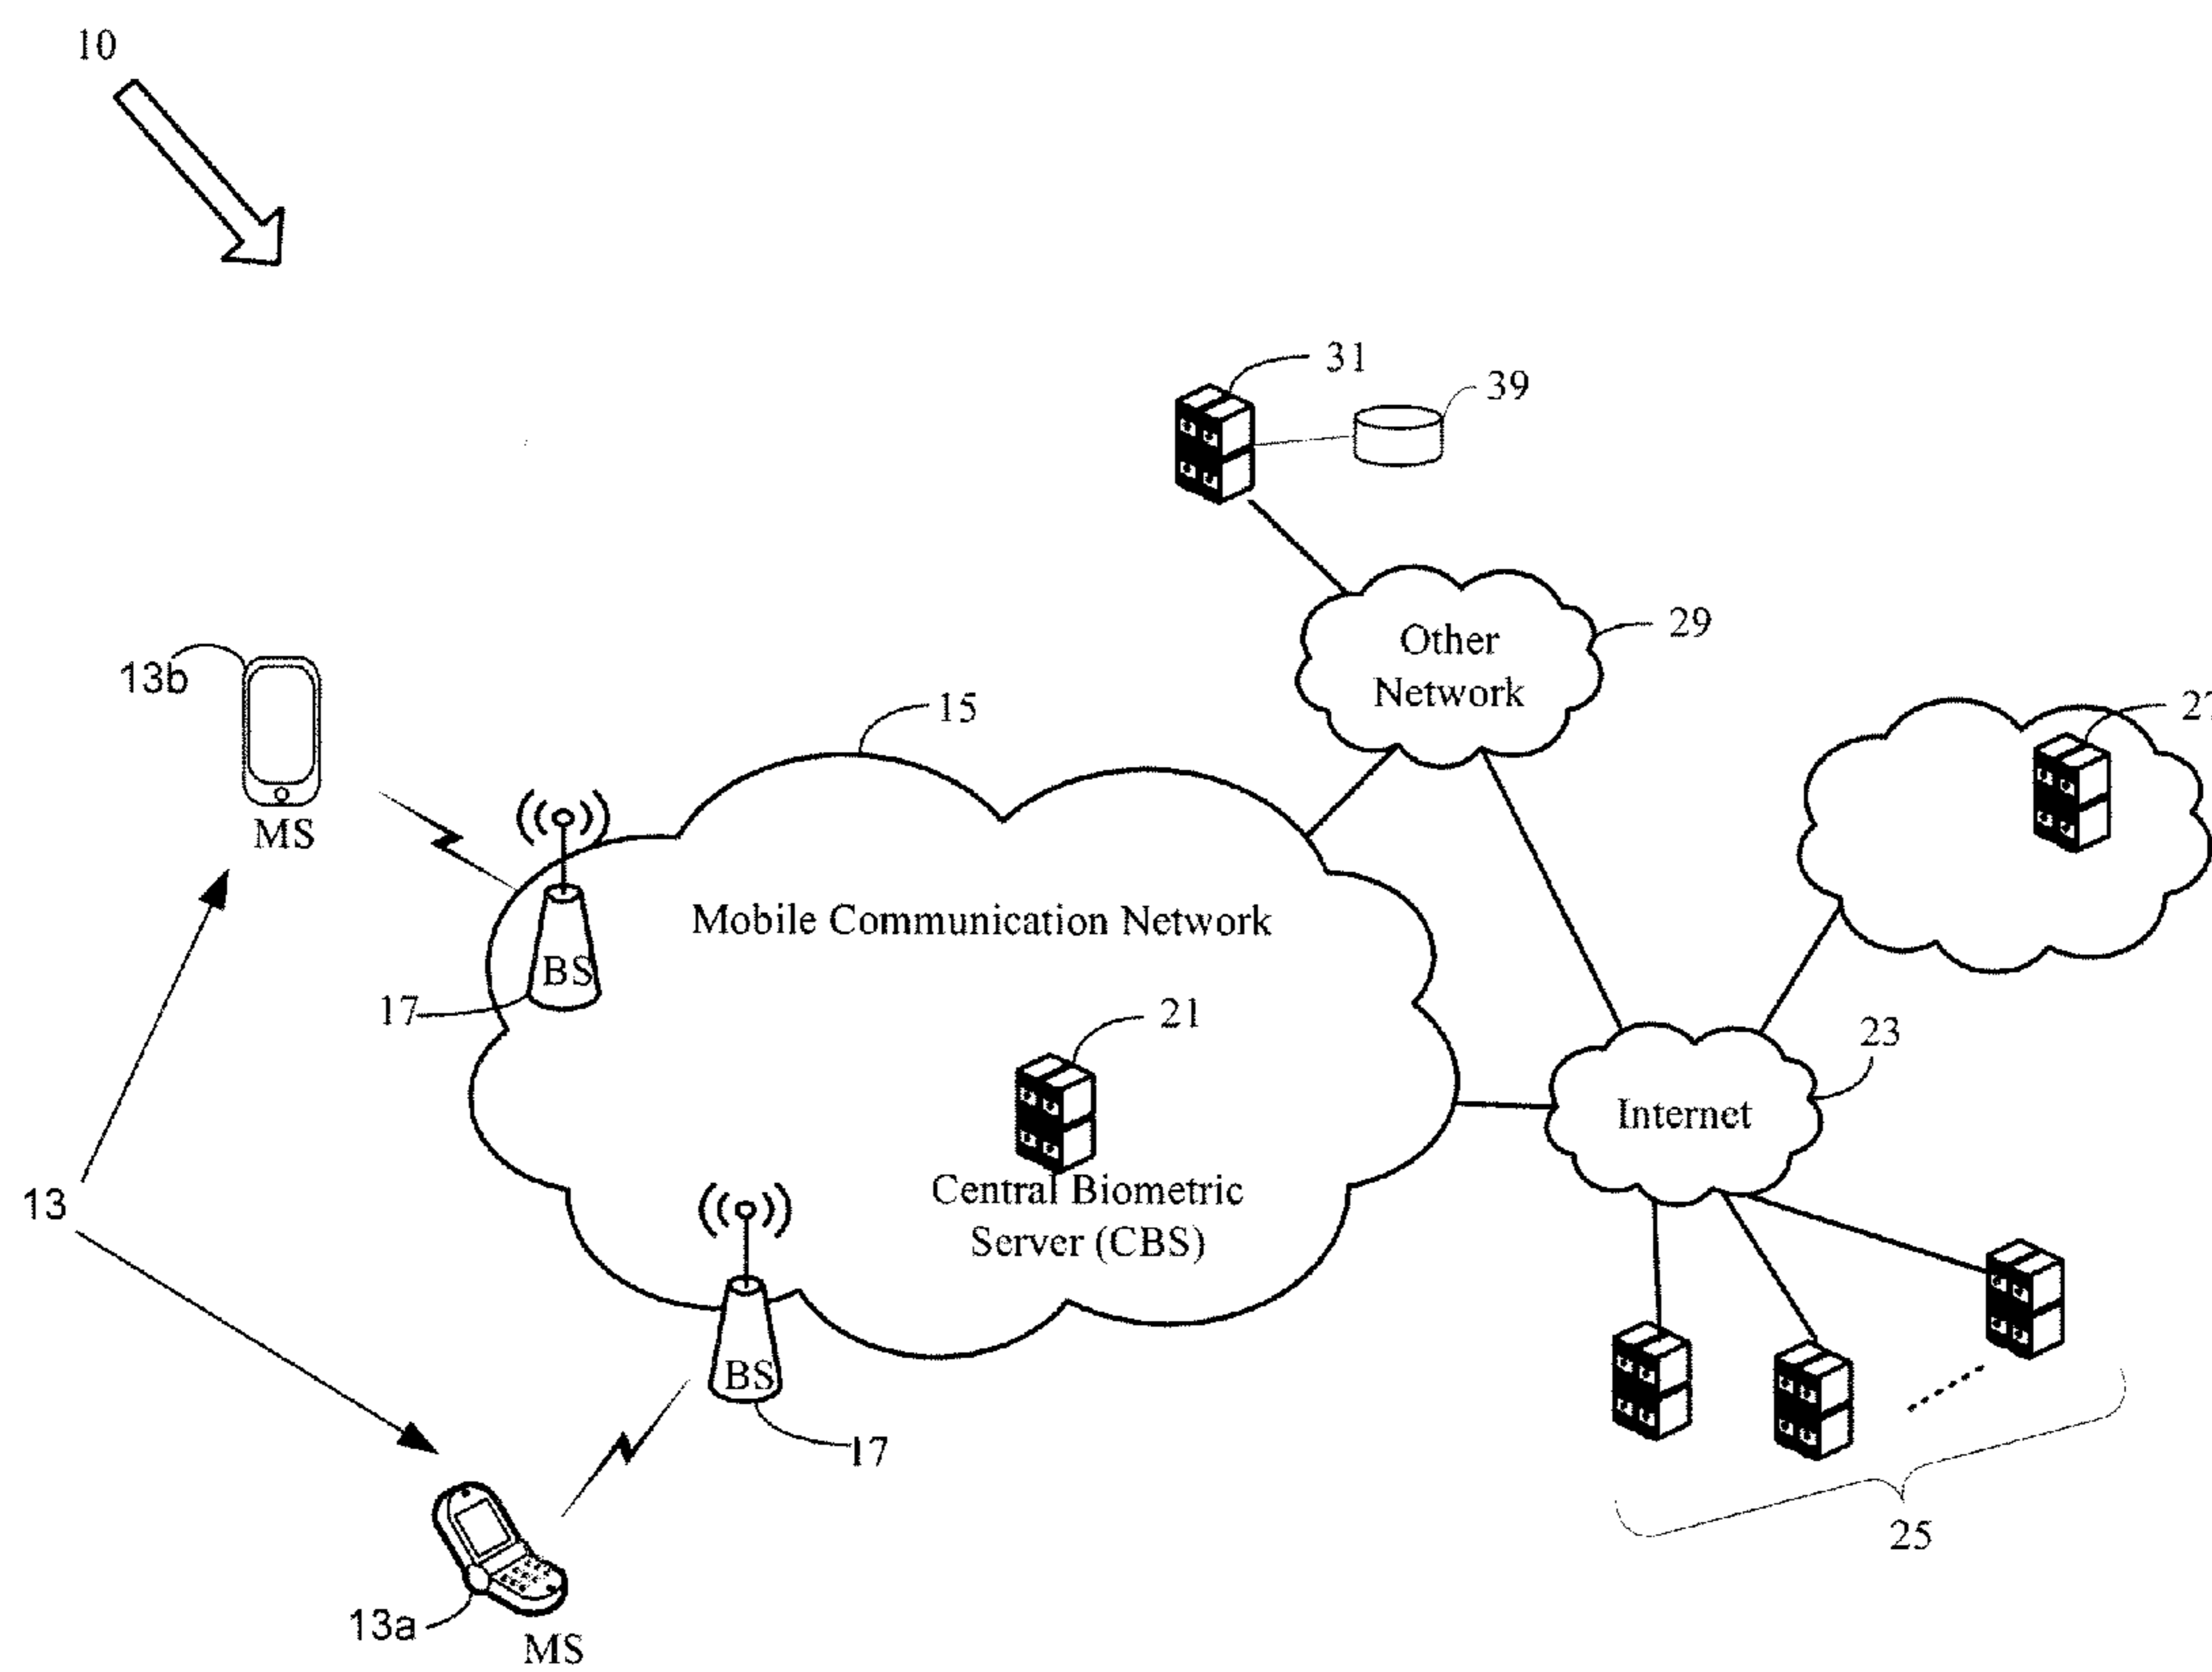 10
31
39
Other
Network
29
13b
MS
15
Mobile Communication Network
BS
17
21
Central Biometric
Server (CBS)
23
Internet
13
BS
17
25
13a
MS